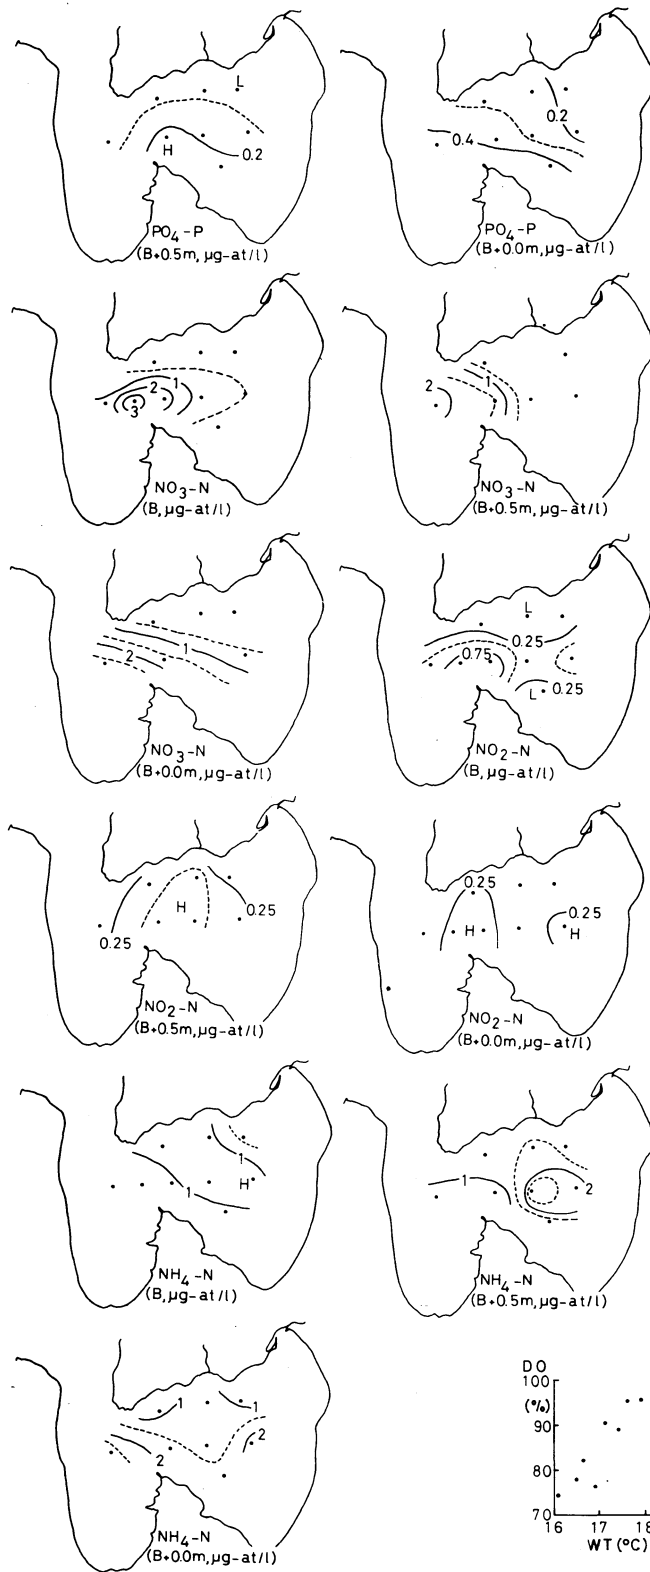 L
0.2
H
0.2
0.4
PO4-P
(B+0.5m, µg-at/l)
PO4-P
(B+0.0m, µg-at/l)
2
1
3
2
1
NO3-N
(B, µg-at/l)
NO3-N
(B+0.5m, µg-at/l)
1
2
L
0.25
0.75
L
0.25
NO3-N
(B+0.0m, µg-at/l)
NO2-N
(B, µg-at/l)
H
0.25
0.25
0.25
H
0.25
H
NO2-N
(B+0.5m, µg-at/l)
NO2-N
(B+0.0m, µg-at/l)
1
H
1
1
2
NH4-N
(B, µg-at/l)
NH4-N
(B+0.5m, µg-at/l)
1
1
2
2
NH4-N
(B+0.0m, µg-at/l)
DO
(%)
100
90
80
70
16
17
18
WT (°C)